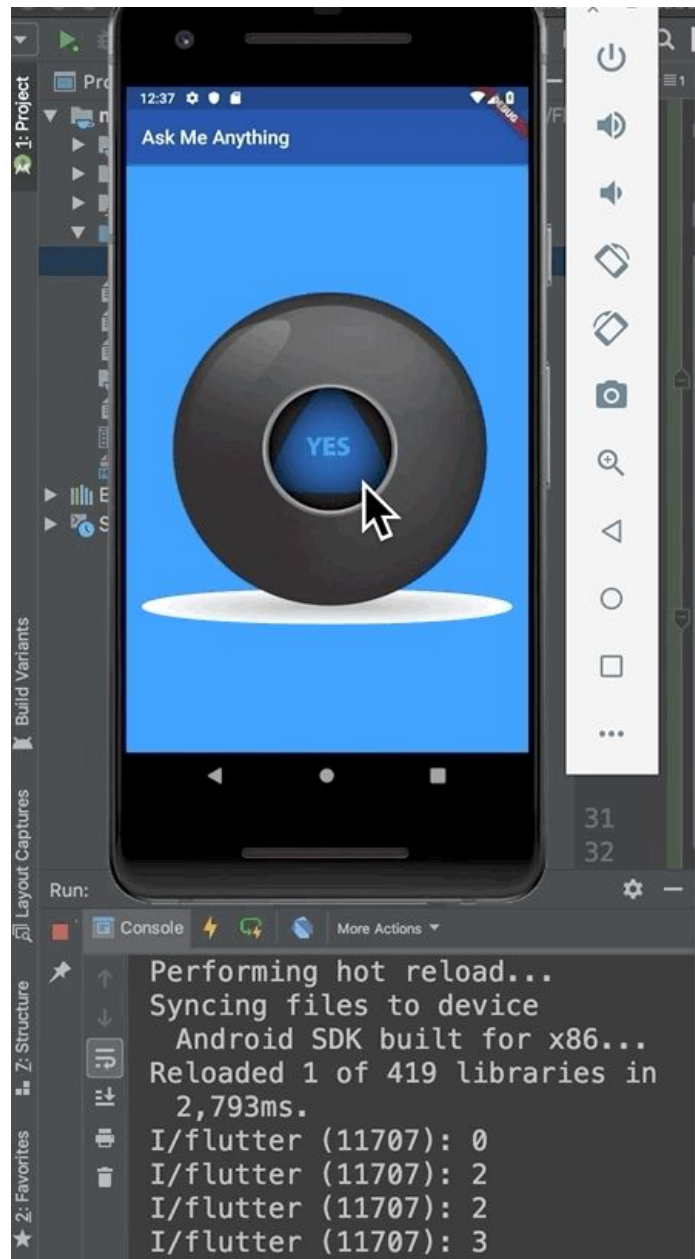 1: Project
Pro
12:37
DEBUG
Ask Me Anything
YES
Build Variants
Layout Captures
31
32
Run:
Console
More Actions
Performing hot reload...
Syncing files to device
Android SDK built for x86...
Reloaded 1 of 419 libraries in
2,793ms.
I/flutter (11707): 0
I/flutter (11707): 2
I/flutter (11707): 2
I/flutter (11707): 3
Z: Structure
2: Favorites